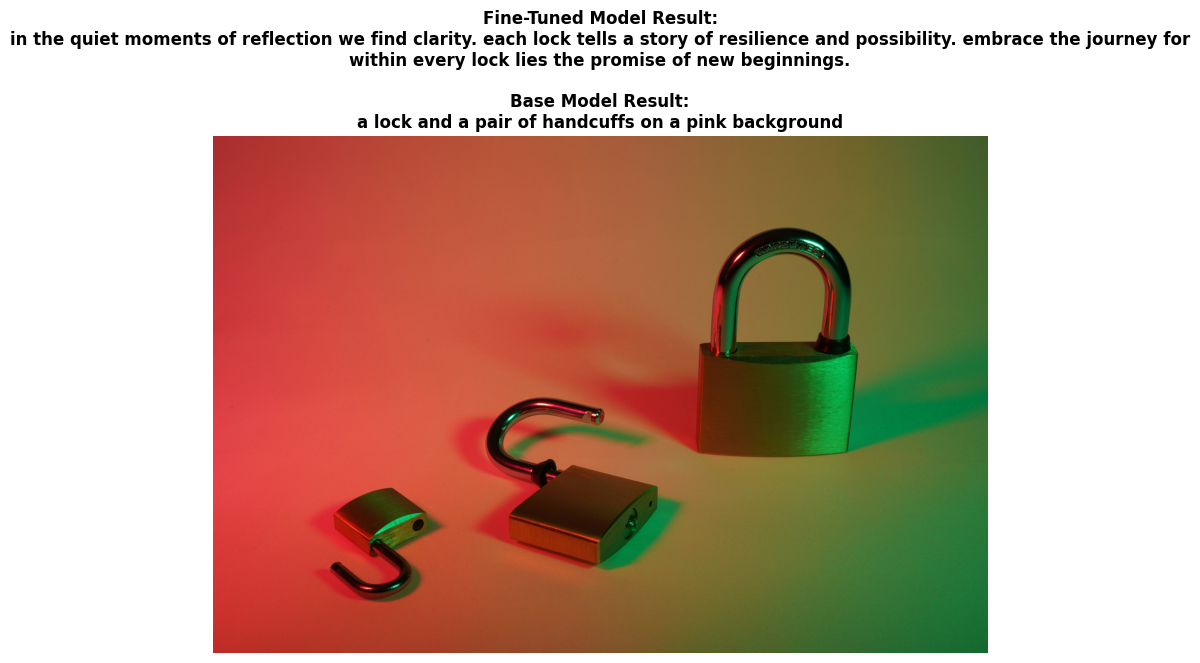 Fine-Tuned Model Result:
in the quiet moments of reflection we find clarity. each lock tells a story of resilience and possibility. embrace the journey for
within every lock lies the promise of new beginnings.
Base Model Result:
a lock and a pair of handcuffs on a pink background